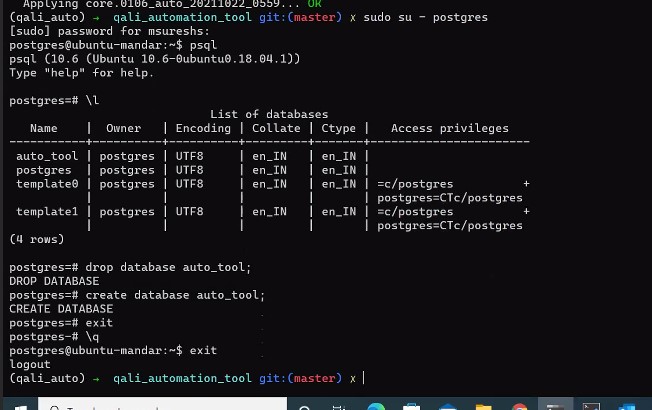 Applying core.0106_auto_20211022_0559... OK
(qali_auto) → qali_automation_tool git:(master) ✗ sudo su - postgres
[sudo] password for msureshs:
postgres@ubuntu-mandar:~$ psql
psql (10.6 (Ubuntu 10.6-0ubuntu0.18.04.1))
Type "help" for help.
postgres=# \l
List of databases
Name | Owner | Encoding | Collate | Ctype | Access privileges
-----------+----------+----------+---------+-------+-----------------------
auto_tool | postgres | UTF8 | en_IN | en_IN |
postgres | postgres | UTF8 | en_IN | en_IN |
template0 | postgres | UTF8 | en_IN | en_IN | =c/postgres +
| | | | | postgres=CTc/postgres
template1 | postgres | UTF8 | en_IN | en_IN | =c/postgres +
| | | | | postgres=CTc/postgres
(4 rows)
postgres=# drop database auto_tool;
DROP DATABASE
postgres=# create database auto_tool;
CREATE DATABASE
postgres=# exit
postgres-# \q
postgres@ubuntu-mandar:~$ exit
logout
(qali_auto) → qali_automation_tool git:(master) ✗